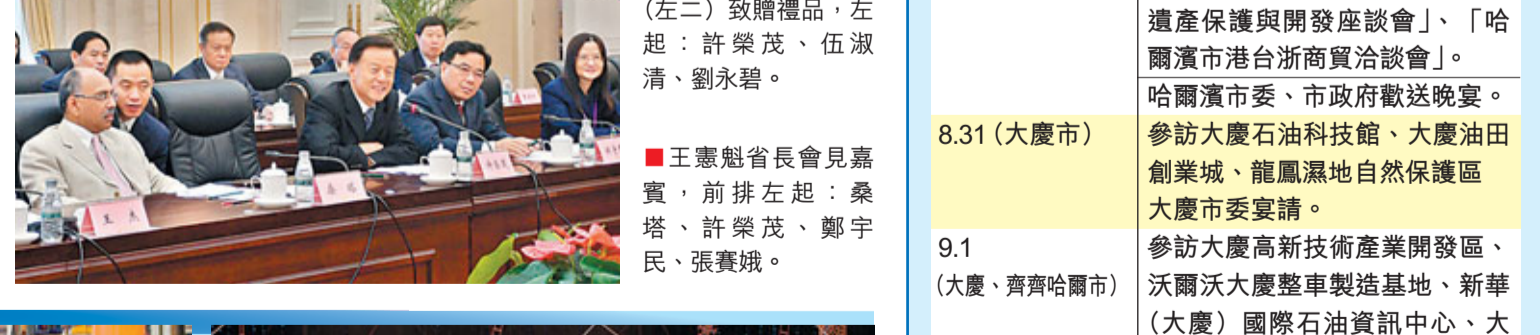 (左二)致贈禮品，左
起：許榮茂、伍淑
清、劉永碧。
■王憲魁省長會見嘉
賓，前排左起：桑
塔、許榮茂、鄭宇
民、張賽娥。
遺產保護與開發座談會」、「哈
爾濱市港台浙商貿洽談會」。
哈爾濱市委、市政府歡送晚宴。
8.31（大慶市）
參訪大慶石油科技館、大慶油田
創業城、龍鳳濕地自然保護區
大慶市委宴請。
9.1
（大慶、齊齊哈爾市）
參訪大慶高新技術產業開發區、
沃爾沃大慶整車製造基地、新華
（大慶）國際石油資訊中心、大